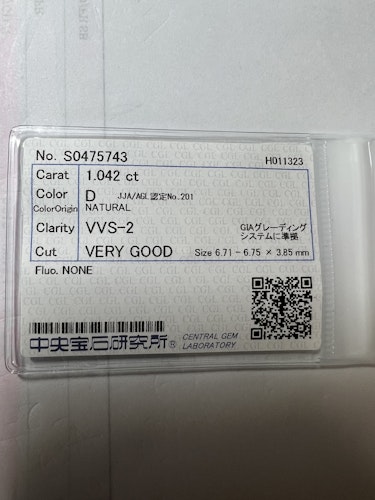 No. S0475743 H011323
Carat 1.042 ct
Color D JJA/AGL認定No.201
ColorOrigin NATURAL
Clarity VVS-2 GIAグレーディング
システムに準拠
Cut VERY GOOD Size 6.71 - 6.75 × 3.85 mm
Fluo. NONE
中央宝石研究所® CENTRAL GEM
LABORATORY